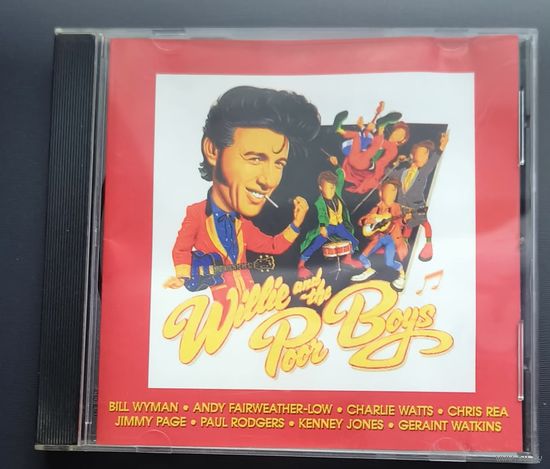 Willie and the
Poor Boys
BILL WYMAN • ANDY FAIRWEATHER-LOW • CHARLIE WATTS • CHRIS REA
JIMMY PAGE • PAUL RODGERS • KENNEY JONES • GERAINT WATKINS